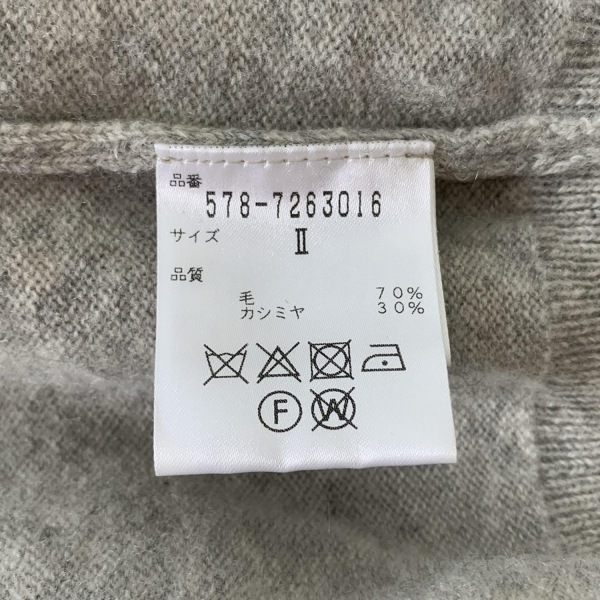 品番
578-7263016
サイズ II
品質
毛 70%
カシミヤ 30%
F W